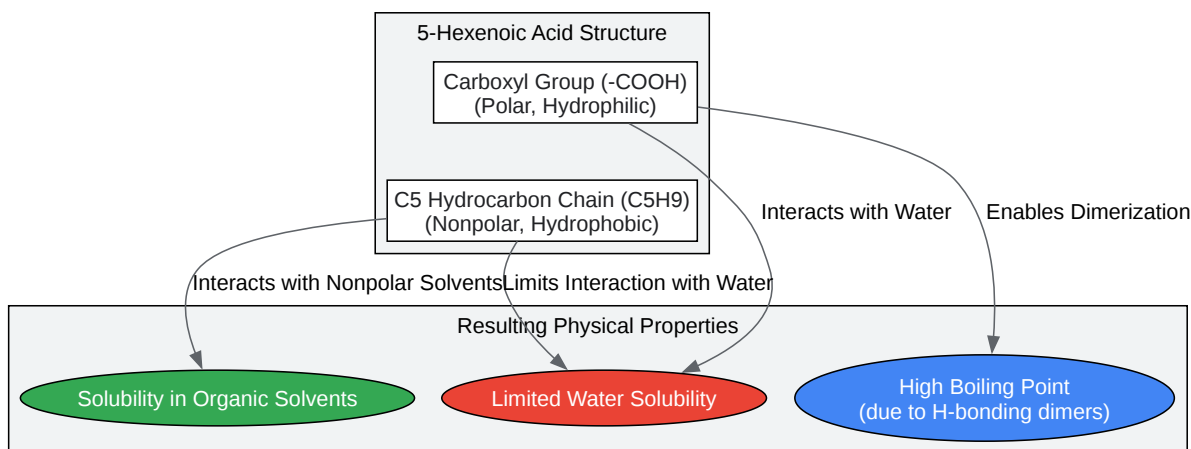 5-Hexenoic Acid Structure
Carboxyl Group (-COOH)
(Polar, Hydrophilic)
C5 Hydrocarbon Chain (C5H9)
(Nonpolar, Hydrophobic)
Interacts with Water
Enables Dimerization
Interacts with Nonpolar Solvents
Limits Interaction with Water
Resulting Physical Properties
Solubility in Organic Solvents
Limited Water Solubility
High Boiling Point
(due to H-bonding dimers)